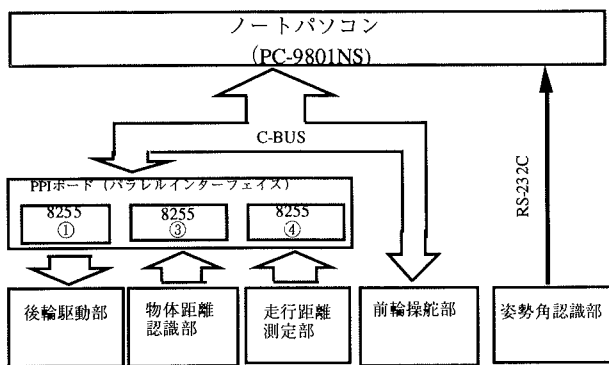 ノートパソコン
(PC-9801NS)
C-BUS
RS-232C
PPIボード（パラレルインターフェイズ）
8255
①
8255
③
8255
④
後輪駆動部
物体距離
認識部
走行距離
測定部
前輪操舵部
姿勢角認識部